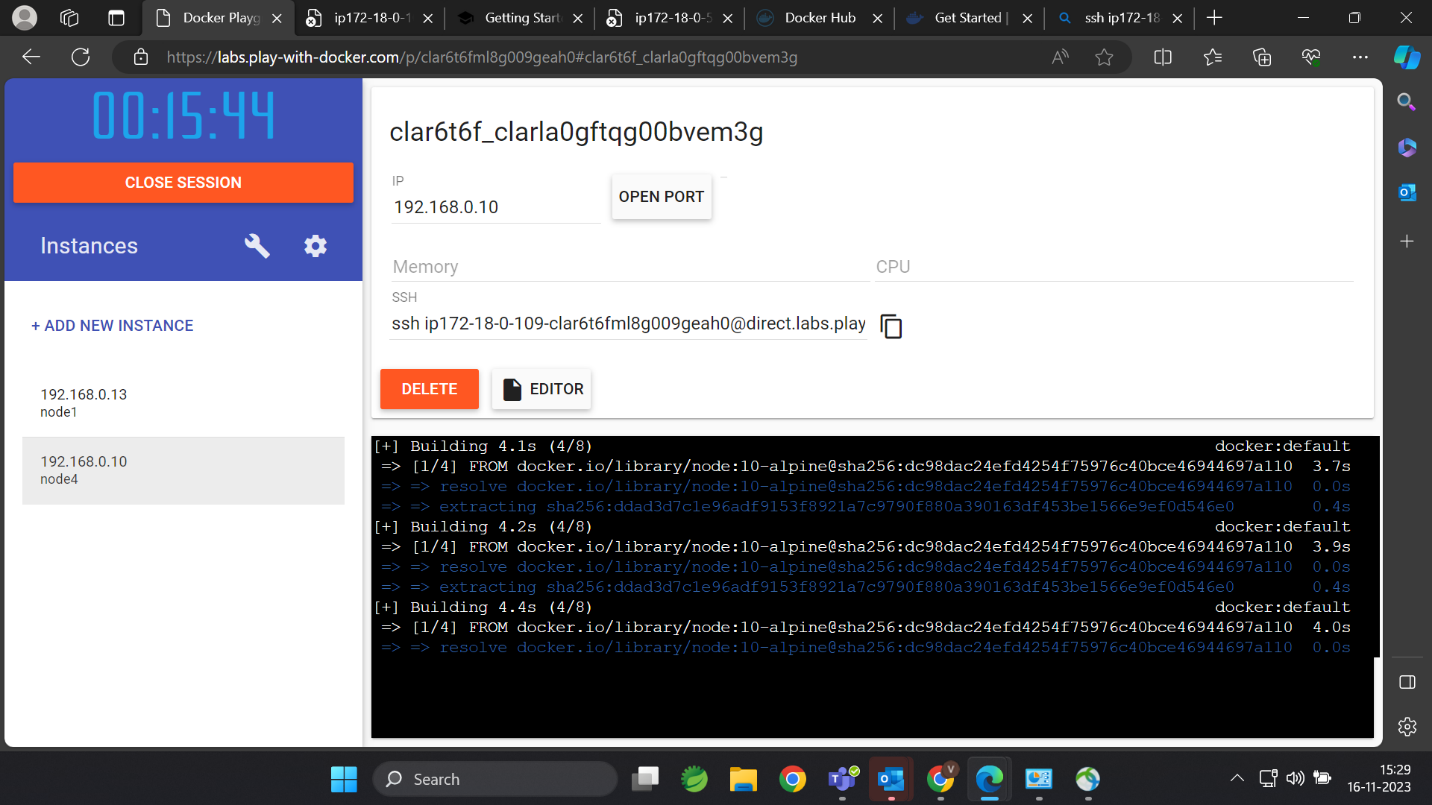 Docker Playg
ip172-18-0-1
Getting Start
ip172-18-0-5
Docker Hub
Get Started |
ssh ip172-18
https://labs.play-with-docker.com/p/clar6t6fml8g009geah0#clar6t6f_clarla0gftqg00bvem3g
00:15:44
CLOSE SESSION
Instances
+ ADD NEW INSTANCE
192.168.0.13
node1
192.168.0.10
node4
clar6t6f_clarla0gftqg00bvem3g
IP
192.168.0.10
OPEN PORT
Memory
CPU
SSH
ssh ip172-18-0-109-clar6t6fml8g009geah0@direct.labs.play
DELETE
EDITOR
[+] Building 4.1s (4/8) docker:default
=> [1/4] FROM docker.io/library/node:10-alpine@sha256:dc98dac24efd4254f75976c40bce46944697a110 3.7s
=> => resolve docker.io/library/node:10-alpine@sha256:dc98dac24efd4254f75976c40bce46944697a110 0.0s
=> => extracting sha256:ddad3d7c1e96adf9153f8921a7c9790f880a390163df453be1566e9ef0d546e0 0.4s
[+] Building 4.2s (4/8) docker:default
=> [1/4] FROM docker.io/library/node:10-alpine@sha256:dc98dac24efd4254f75976c40bce46944697a110 3.9s
=> => resolve docker.io/library/node:10-alpine@sha256:dc98dac24efd4254f75976c40bce46944697a110 0.0s
=> => extracting sha256:ddad3d7c1e96adf9153f8921a7c9790f880a390163df453be1566e9ef0d546e0 0.4s
[+] Building 4.4s (4/8) docker:default
=> [1/4] FROM docker.io/library/node:10-alpine@sha256:dc98dac24efd4254f75976c40bce46944697a110 4.0s
=> => resolve docker.io/library/node:10-alpine@sha256:dc98dac24efd4254f75976c40bce46944697a110 0.0s
Search
15:29
16-11-2023